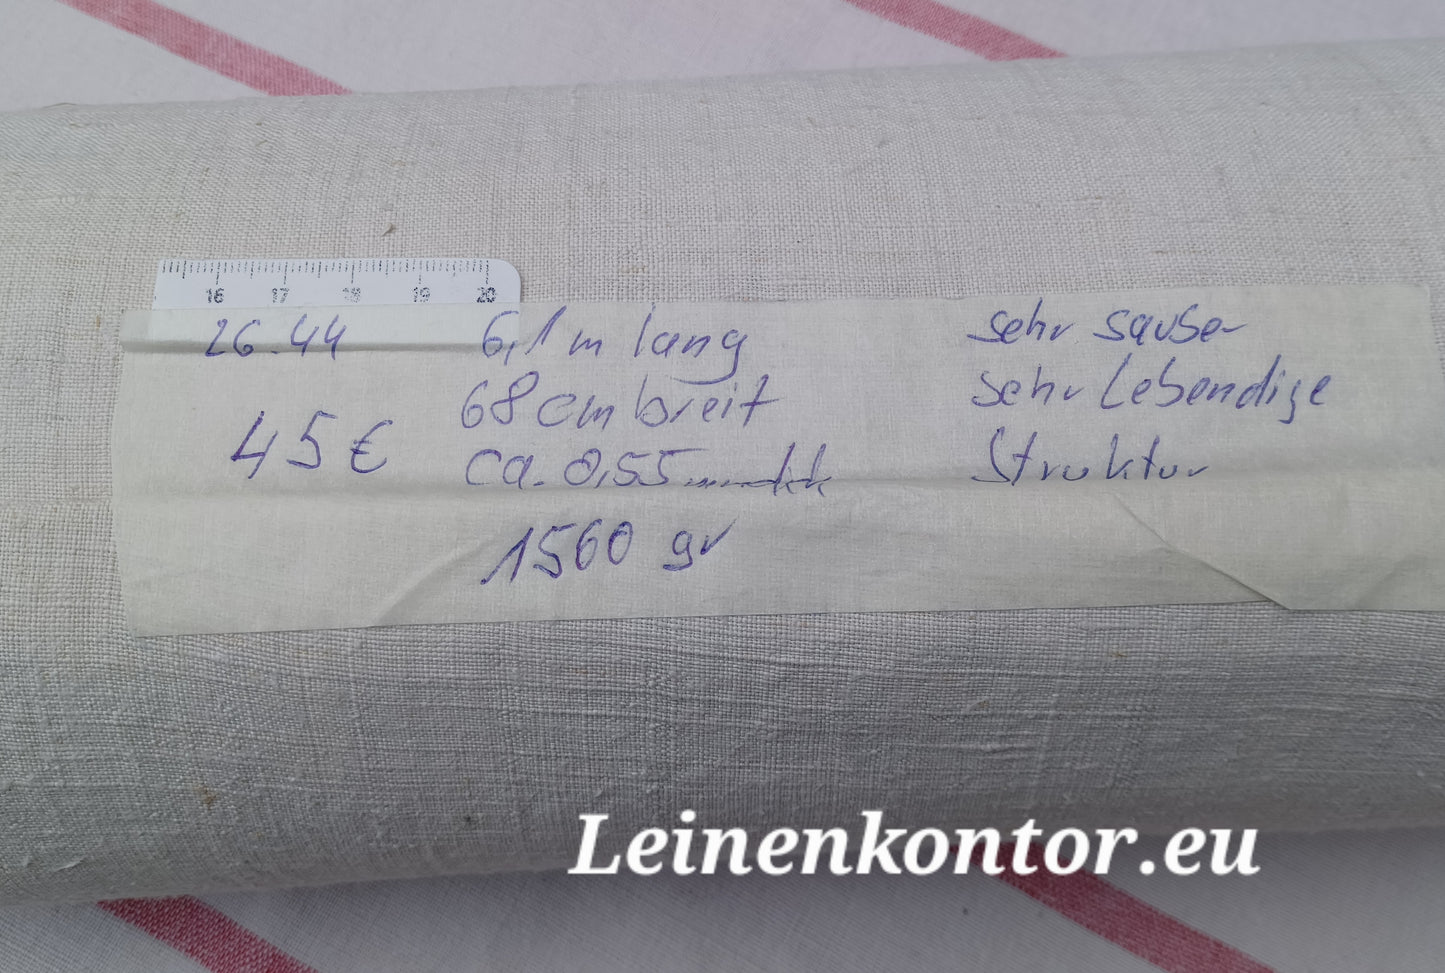 16 17 18 19 20
26.44
45€
6,1 m lang
68 cm breit
ca. 0,55 mm dick
1560 gr
sehr sauber
sehr lebendige
Struktur
Leinenkontor.eu